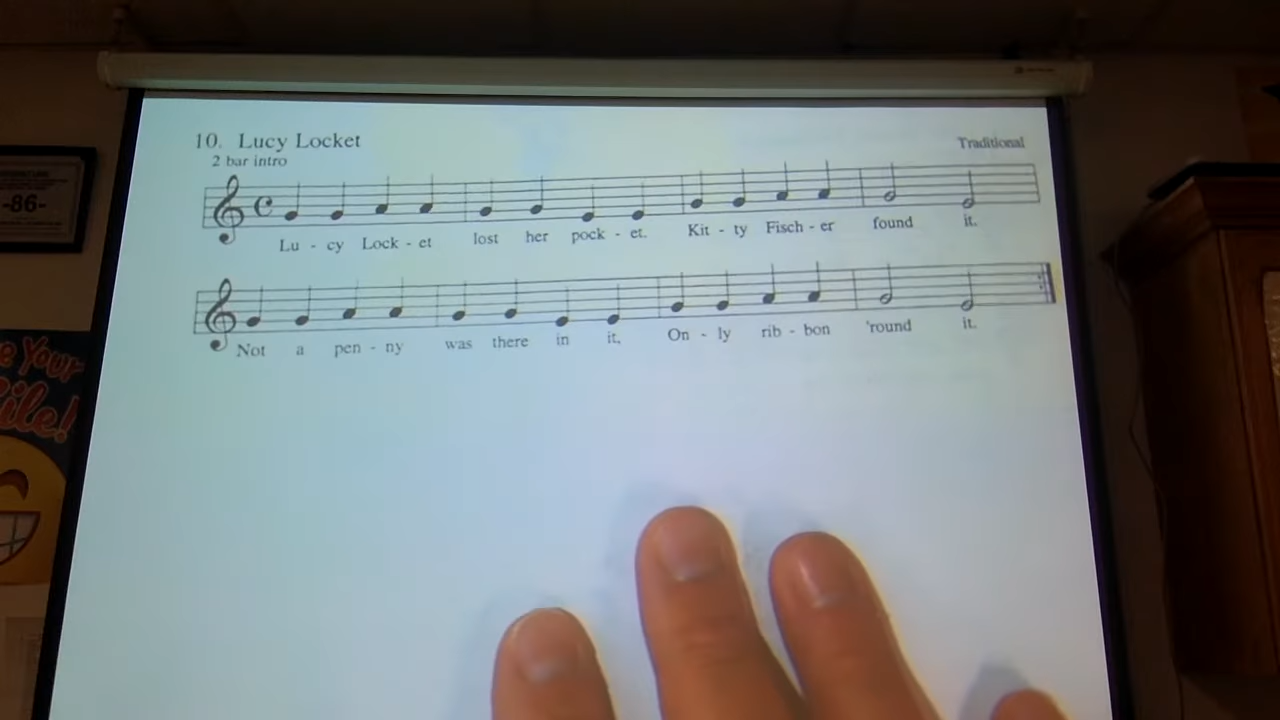 10. Lucy Locket
2 bar intro
Traditional
Lu - cy Lock - et lost her pock - et. Kit - ty Fisch - er found it.
Not a pen - ny was there in it, On - ly rib - bon 'round it.
-86-
Your